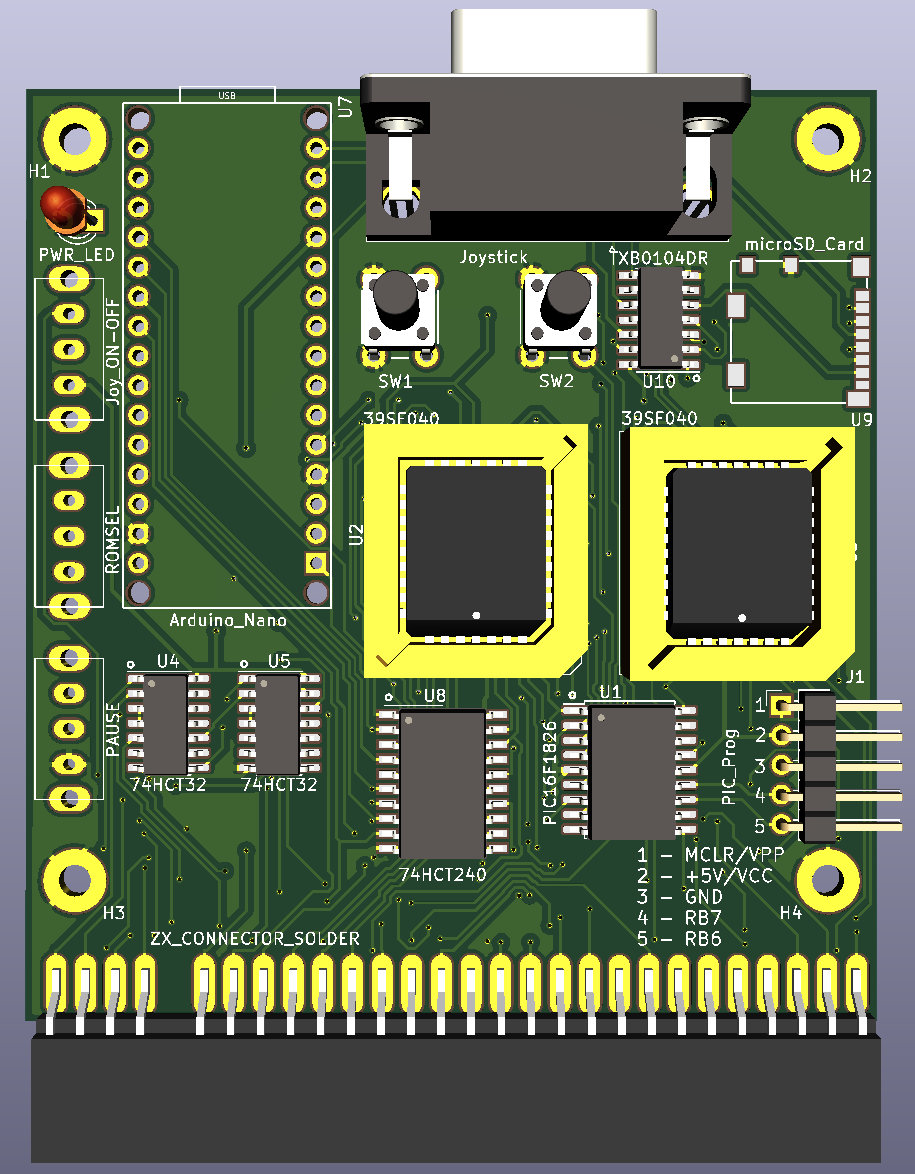 USB
U7
H1
H2
PWR_LED
Joystick
TXB0104DR
microSD_Card
Joy_ON-OFF
SW1
SW2
U10
U9
39SF040
39SF040
ROMSEL
U2
Arduino_Nano
U4
U5
U8
U1
J1
PAUSE
74HCT32
74HCT32
PIC16F1826
PIC_Prog
1
2
3
4
5
74HCT240
1 - MCLR/VPP
2 - +5V/VCC
3 - GND
4 - RB7
5 - RB6
H3
H4
ZX_CONNECTOR_SOLDER